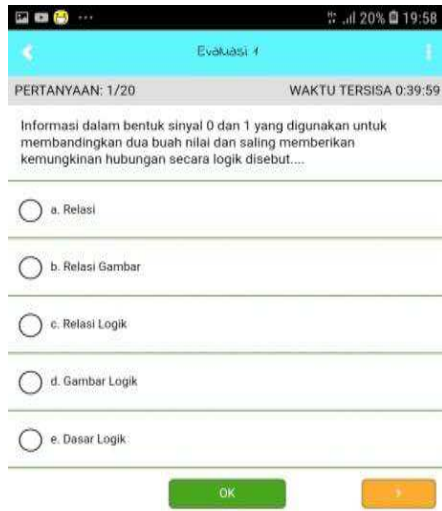 20% 19:58
Evaluasi 1
PERTANYAAN: 1/20 WAKTU TERSISA 0:39:59
Informasi dalam bentuk sinyal 0 dan 1 yang digunakan untuk
membandingkan dua buah nilai dan saling memberikan
kemungkinan hubungan secara logik disebut....
a. Relasi
b. Relasi Gambar
c. Relasi Logik
d. Gambar Logik
e. Dasar Logik
OK